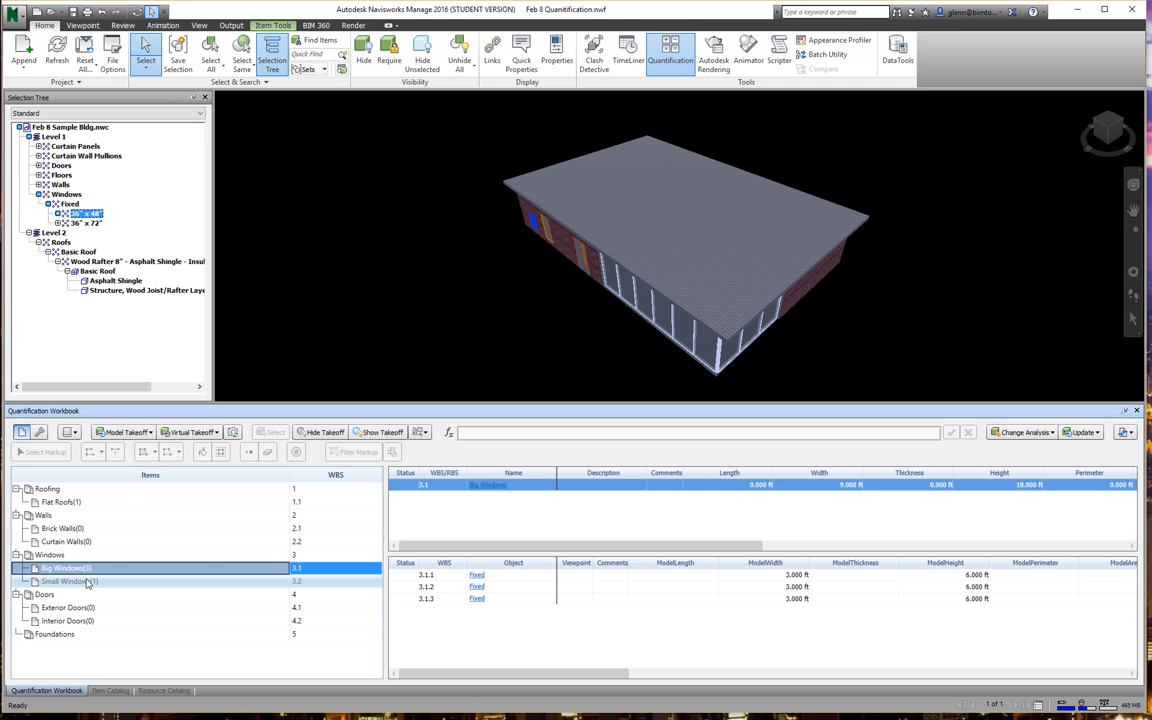 Autodesk Navisworks Manage 2016 (STUDENT VERSION) Feb 8 Quanitification.nwf
Type a keyword or phrase
glenn@bimto...
Home Viewpoint Review Animation View Output Item Tools BIM 360 Render
Append Refresh Reset All... File Options
Select Save Selection Select All Select Same Selection Tree
Find Items
Quick Find
Sets
Hide Require Hide Unselected Unhide All
Links Quick Properties Properties
Clash Detective TimeLiner Quantification Autodesk Rendering Animator Scripter
Appearance Profiler
Batch Utility
Compare
DataTools
Project Select & Search Visibility Display Tools
Selection Tree
Standard
Feb 8 Sample Bldg.nwc
Level 1
Curtain Panels
Curtain Wall Mullions
Doors
Floors
Walls
Windows
Fixed
36" x 48"
36" x 72"
Level 2
Roofs
Basic Roof
Wood Rafter 8" - Asphalt Shingle - Insul
Basic Roof
Asphalt Shingle
Structure, Wood Joist/Rafter Laye
Quantification Workbook
Model Takeoff Virtual Takeoff Select Hide Takeoff Show Takeoff fx Change Analysis Update
Select Markup Filter Markup
Items WBS
Roofing 1
Flat Roofs(1) 1.1
Walls 2
Brick Walls(0) 2.1
Curtain Walls(0) 2.2
Windows 3
Big Windows(3) 3.1
Small Windows(1) 3.2
Doors 4
Exterior Doors(0) 4.1
Interior Doors(0) 4.2
Foundations 5
Status WBS/RBS Name Description Comments Length Width Thickness Height Perimeter
3.1 Big Windows 0.000 ft 9.000 ft 0.000 ft 18.000 ft 0.000 ft
Status WBS Object Viewpoint Comments ModelLength ModelWidth ModelThickness ModelHeight ModelPerimeter ModelAre
3.1.1 Fixed 3.000 ft 6.000 ft
3.1.2 Fixed 3.000 ft 6.000 ft
3.1.3 Fixed 3.000 ft 6.000 ft
Quantification Workbook Item Catalog Resource Catalog
Ready
1 of 1
485 MB